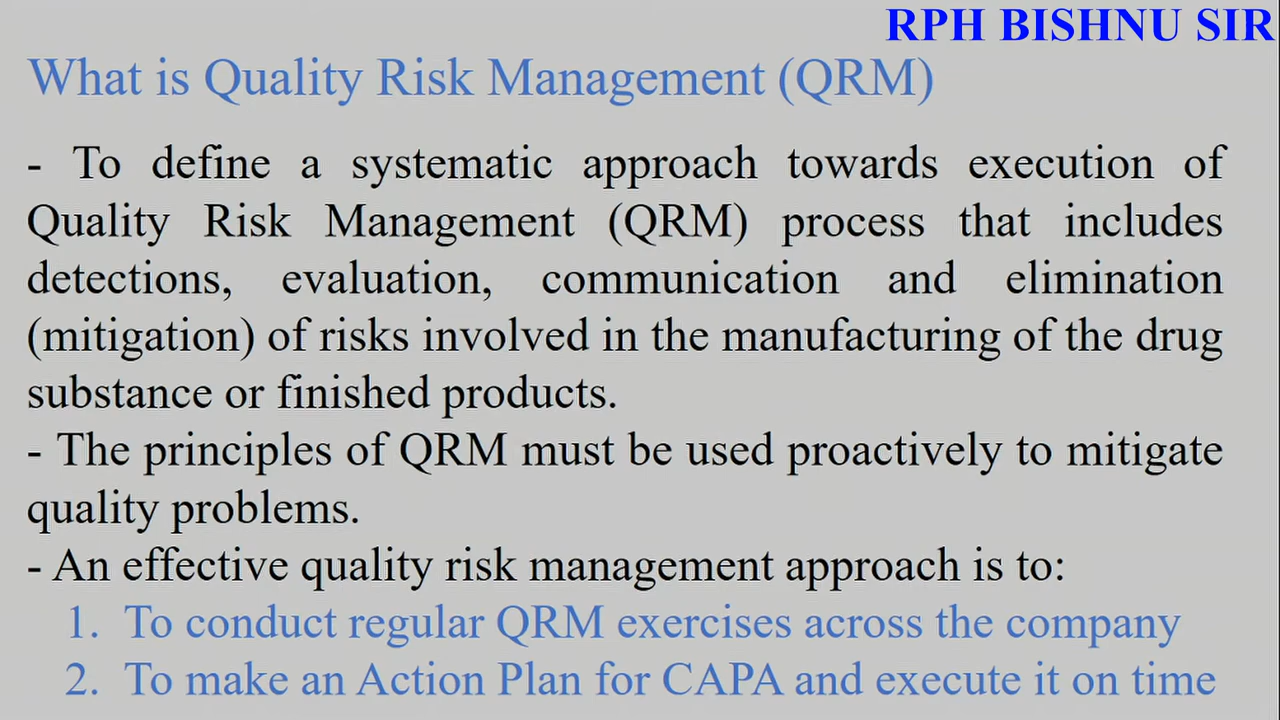 RPH BISHNU SIR
What is Quality Risk Management (QRM)
- To define a systematic approach towards execution of
Quality Risk Management (QRM) process that includes
detections, evaluation, communication and elimination
(mitigation) of risks involved in the manufacturing of the drug
substance or finished products.
- The principles of QRM must be used proactively to mitigate
quality problems.
- An effective quality risk management approach is to:
1. To conduct regular QRM exercises across the company
2. To make an Action Plan for CAPA and execute it on time